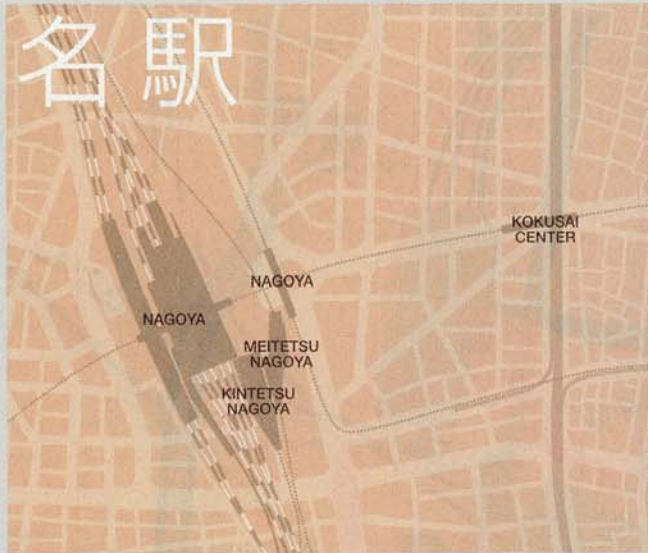 名駅
KOKUSAI
CENTER
NAGOYA
NAGOYA
MEITETSU
NAGOYA
KINTETSU
NAGOYA